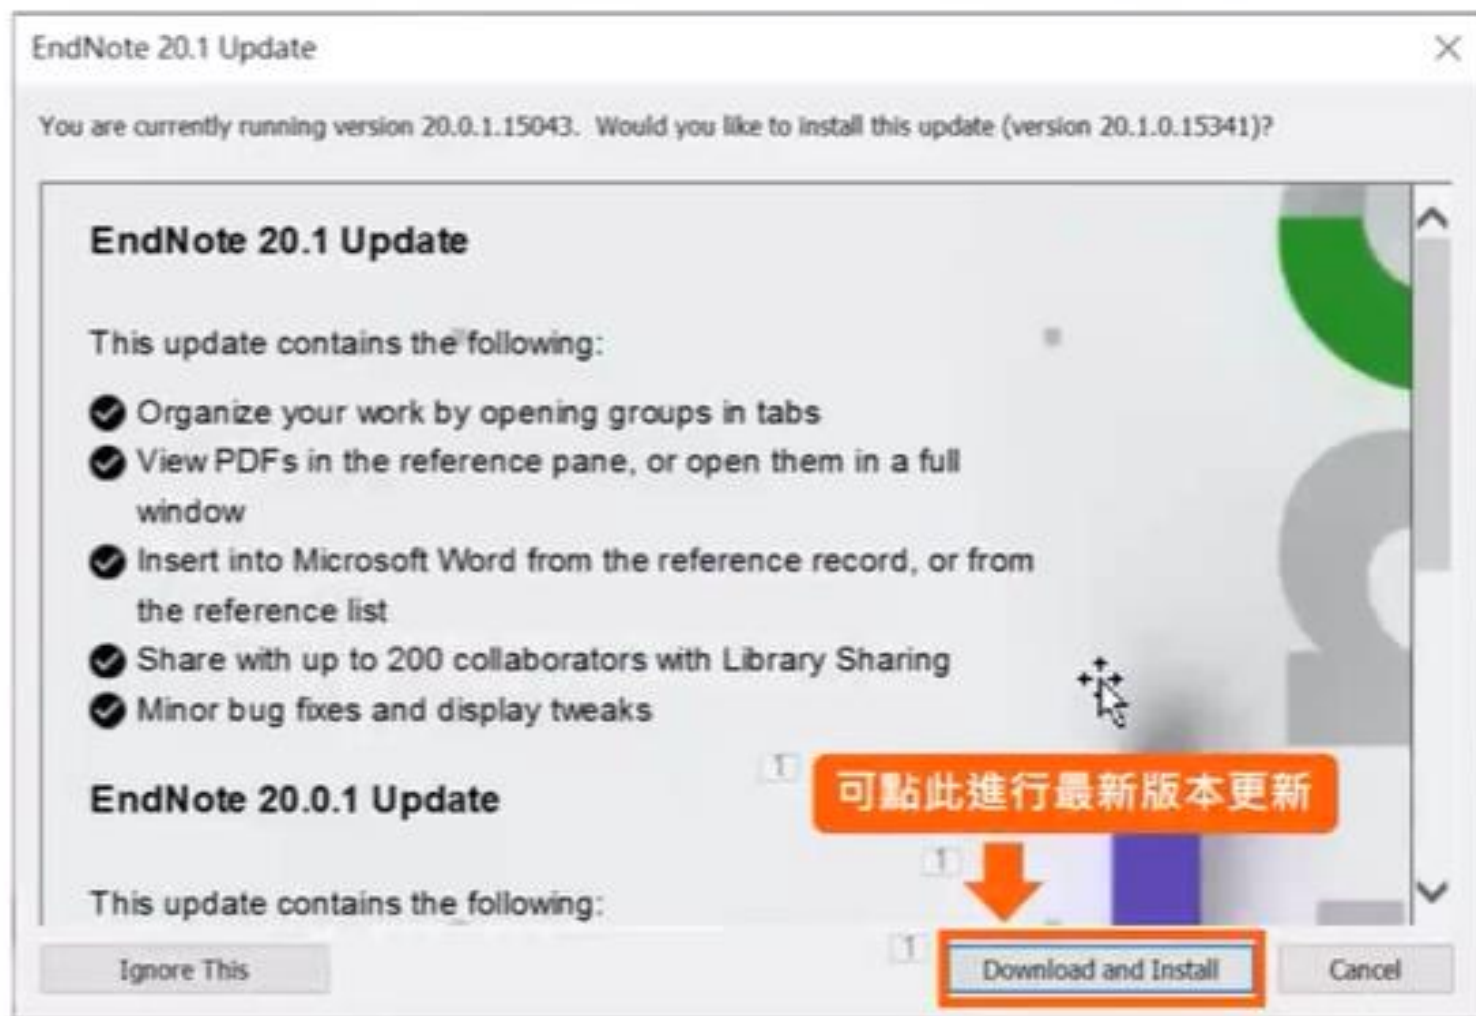 EndNote 20.1 Update
You are currently running version 20.0.1.15043. Would you like to install this update (version 20.1.0.15341)?
EndNote 20.1 Update
This update contains the following:
Organize your work by opening groups in tabs
View PDFs in the reference pane, or open them in a full
window
Insert into Microsoft Word from the reference record, or from
the reference list
Share with up to 200 collaborators with Library Sharing
Minor bug fixes and display tweaks
1
可點此進行最新版本更新
EndNote 20.0.1 Update
1
This update contains the following:
Ignore This
1
Download and Install
Cancel